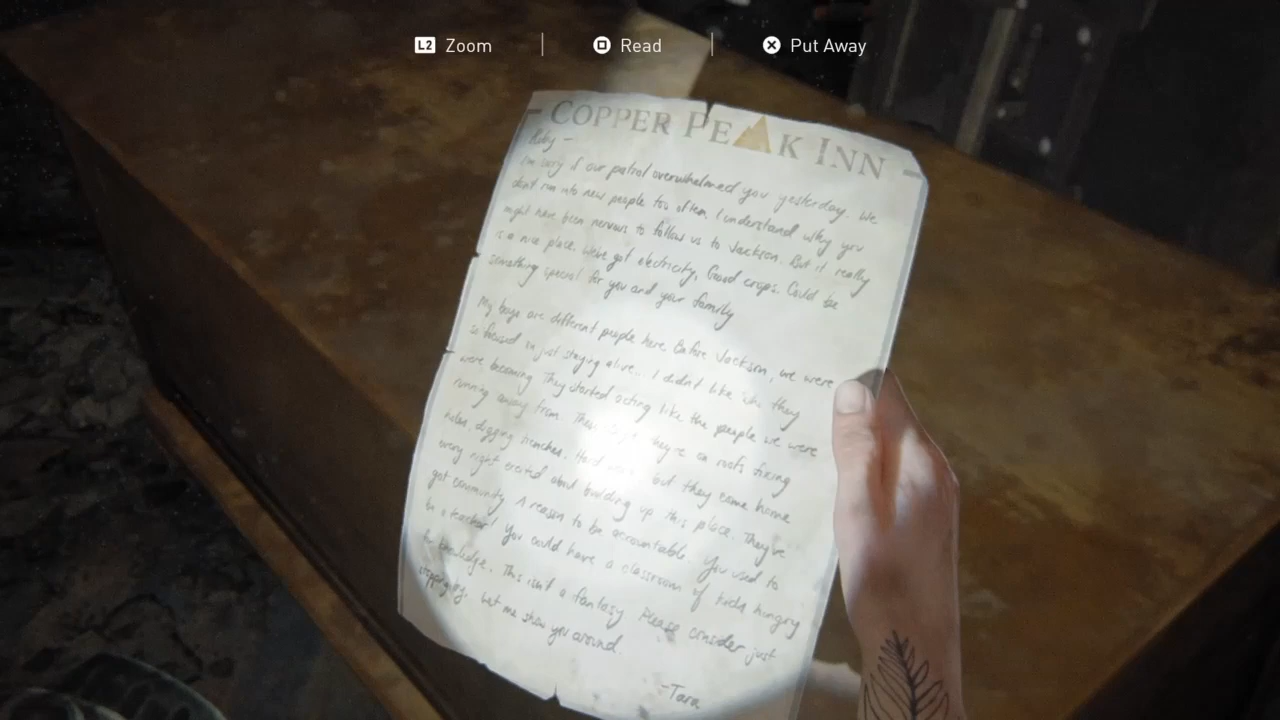 L2 Zoom | Read | Put Away
COPPER PEAK INN
Ruby -
I'm sorry if our patrol overwhelmed you yesterday. We
don't run into new people too often. I understand why you
might have been nervous to follow us to Jackson. But it really
is a nice place. We've got electricity, Good crops. Could be
something special for you and your family
My boys are different people here. Before Jackson, we were
so focused on just staying alive.. I didn't like who they
were becoming They started acting like the people we were
running away from. These days, they're on roofs fixing
holes, digging trenches. Hard work but they come home
every night excited about building up this place. They've
got community A reason to be accountable. You used to
be a teacher! You could have a classroom of kids hungry
for knowledge. This isn't a fantasy Please consider just
stopping by. Let me show you around.
-Tara